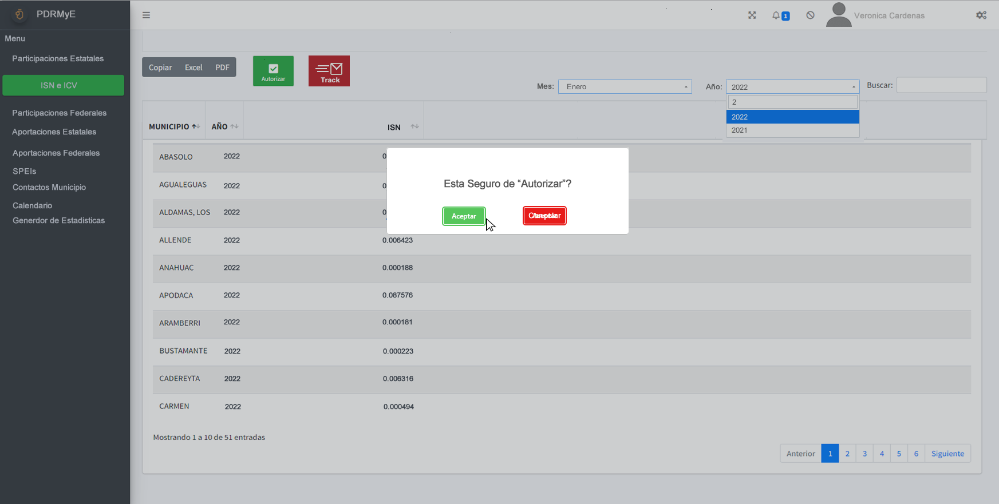 PDRMyE
1
Veronica Cardenas
Menu
Participaciones Estatales
ISN e ICV
Participaciones Federales
Aportaciones Estatales
Aportaciones Federales
SPEIs
Contactos Municipio
Calendario
Generdor de Estadisticas
Copiar Excel PDF
Autorizar
Track
Mes: Enero
Año: 2022
Buscar:
2
2022
2021
MUNICIPIO AÑO ISN
ABASOLO 2022 0
AGUALEGUAS 2022 0
ALDAMAS, LOS 2022 0
Esta Seguro de “Autorizar”?
Aceptar Cancelar
ALLENDE 2022 0.006423
ANAHUAC 2022 0.000188
APODACA 2022 0.087576
ARAMBERRI 2022 0.000181
BUSTAMANTE 2022 0.000223
CADEREYTA 2022 0.006316
CARMEN 2022 0.000494
Mostrando 1 a 10 de 51 entradas
Anterior 1 2 3 4 5 6 Siguiente